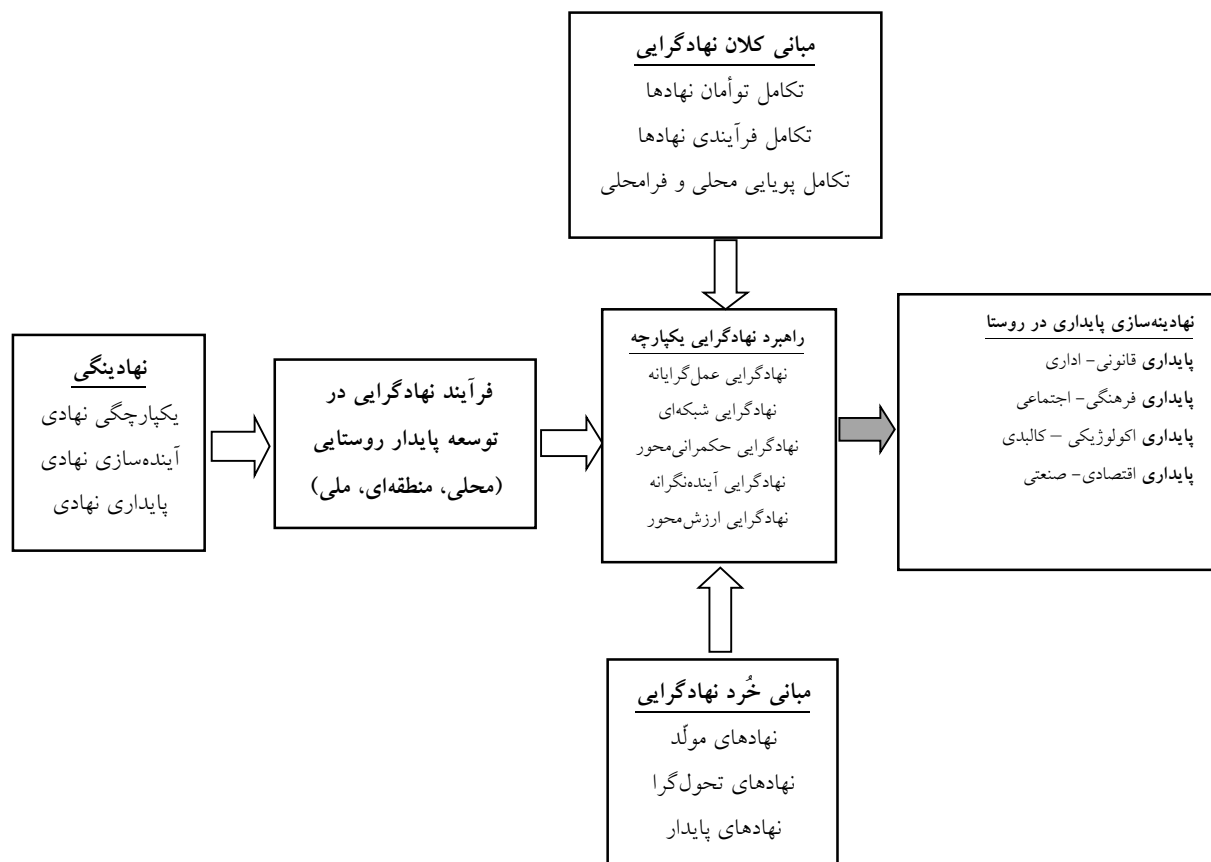 مبانی کلان نهادگرایی
تکامل توأمان نهادها
تکامل فرآیندی نهادها
تکامل پویایی محلی و فرامحلی
نهادینه‌سازی پایداری در روستا
پایداری قانونی- اداری
پایداری فرهنگی- اجتماعی
پایداری اکولوژیکی – کالبدی
پایداری اقتصادی- صنعتی
راهبرد نهادگرایی یکپارچه
نهادگرایی عمل‌گرایانه
نهادگرایی شبکه‌ای
نهادگرایی حکمرانی‌محور
نهادگرایی آینده‌نگرانه
نهادگرایی ارزش‌محور
فرآیند نهادگرایی در
توسعه پایدار روستایی
(محلی، منطقه‌ای، ملی)
نهادینگی
یکپارچگی نهادی
آینده‌سازی نهادی
پایداری نهادی
مبانی خُرد نهادگرایی
نهادهای مولّد
نهادهای تحول‌گرا
نهادهای پایدار